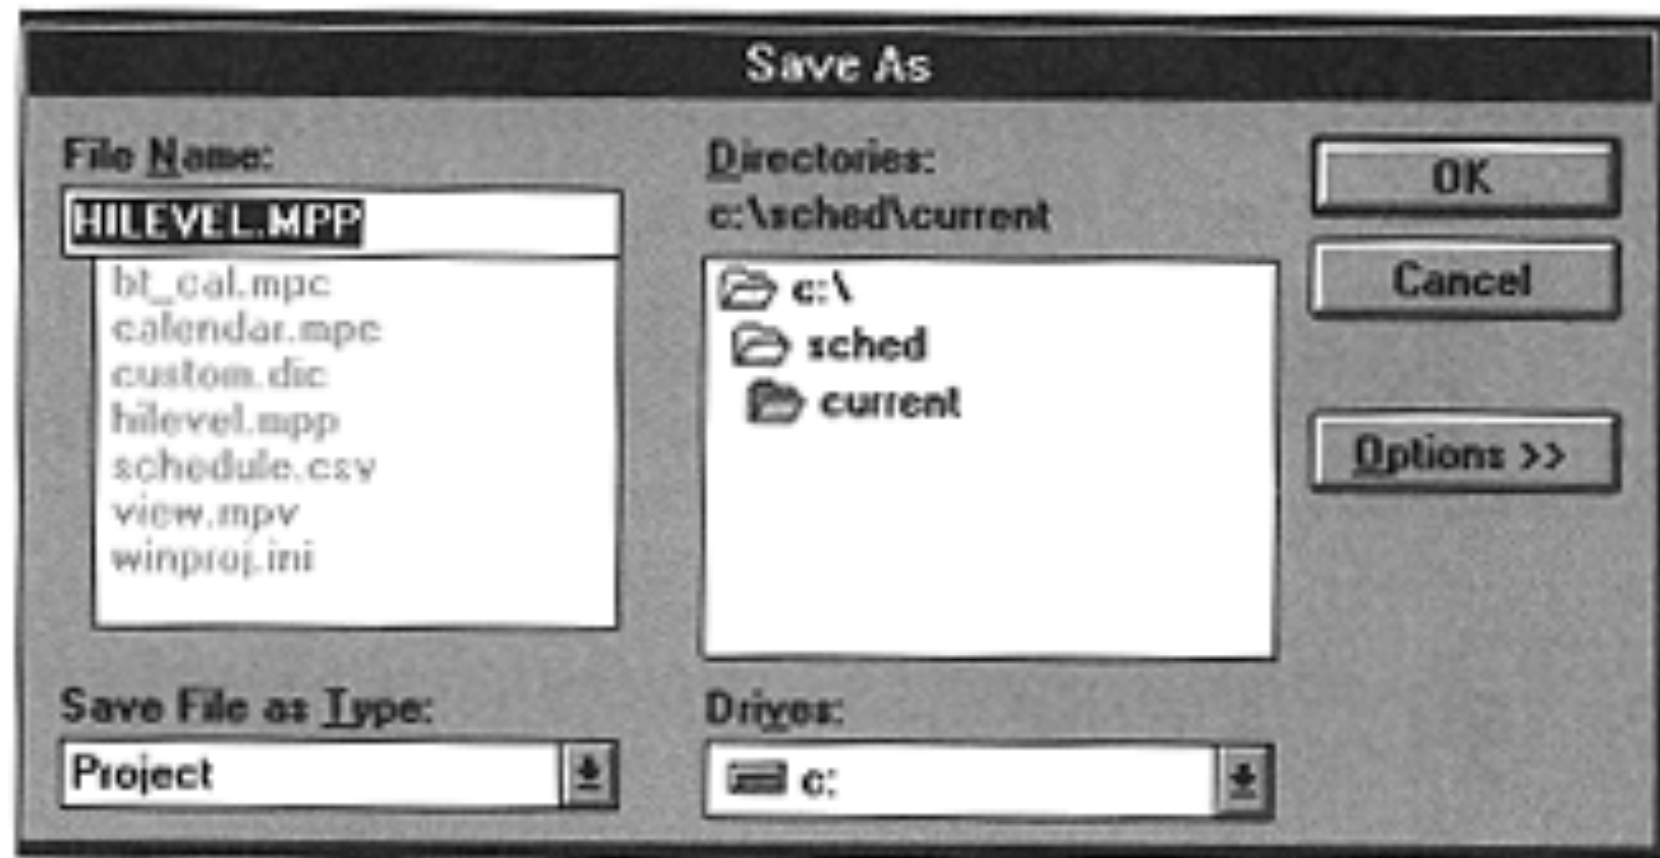 Save As
File Name:
HILEVEL.MPP
bt_cal.mpc
calendar.mpc
custom.dic
hilevel.mpp
schedule.csv
view.mpv
winproj.ini
Save File as Type:
Project
Directories:
c:\sched\current
c:\
sched
current
Drives:
c:
OK
Cancel
Options >>